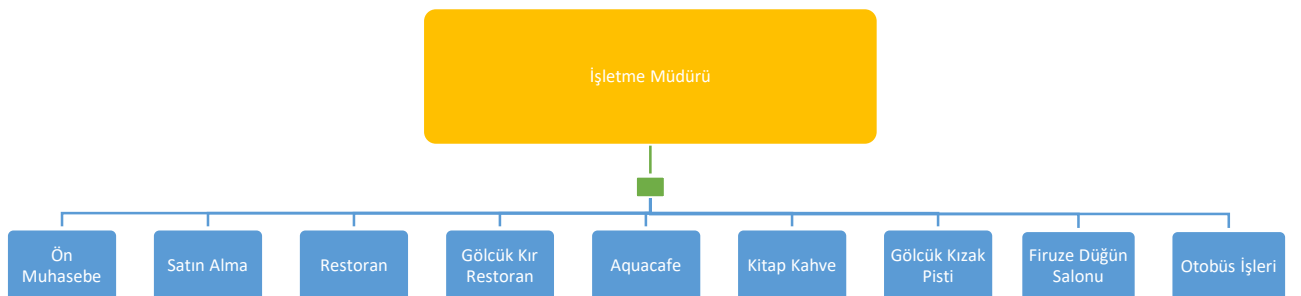 İşletme Müdürü
Ön
Muhasebe
Satın Alma
Restoran
Gölcük Kır
Restoran
Aquacafe
Kitap Kahve
Gölcük Kızak
Pisti
Firuze Düğün
Salonu
Otobüs İşleri